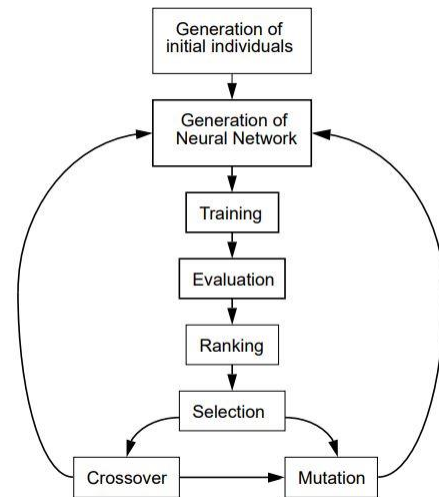 Generation of
initial individuals
Generation of
Neural Network
Training
Evaluation
Ranking
Selection
Crossover
Mutation